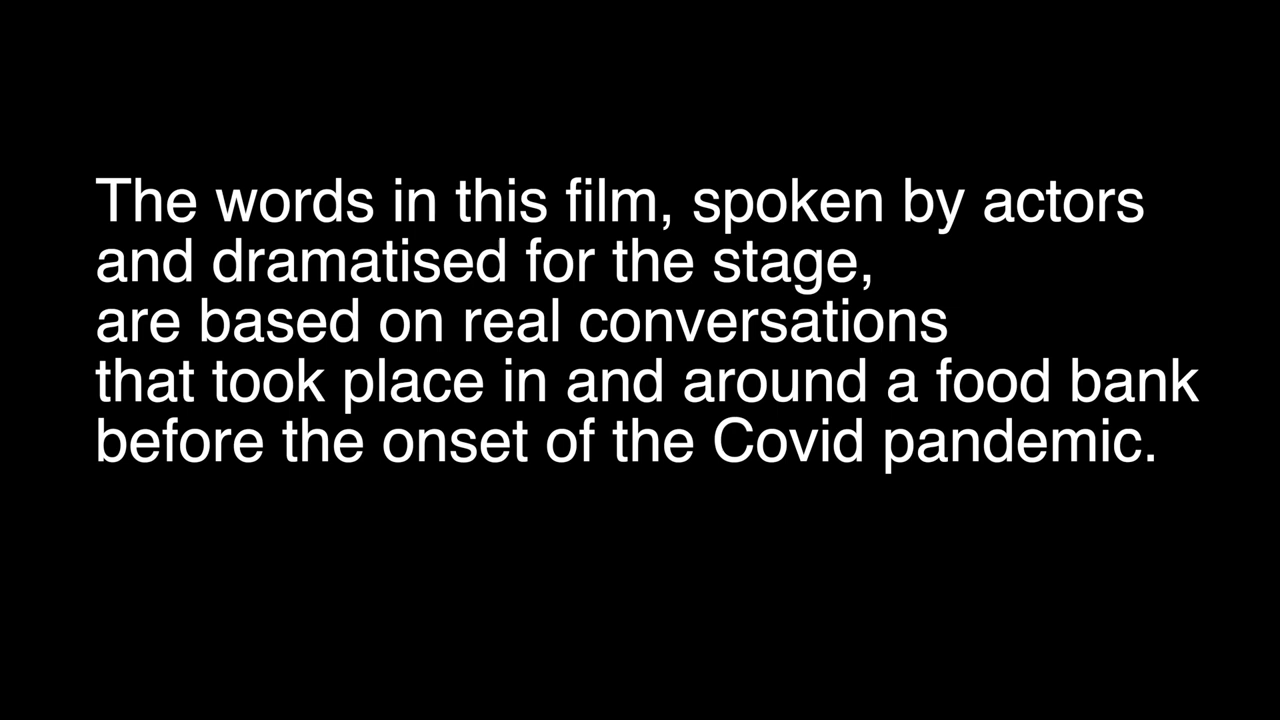 The words in this film, spoken by actors
and dramatised for the stage,
are based on real conversations
that took place in and around a food bank
before the onset of the Covid pandemic.